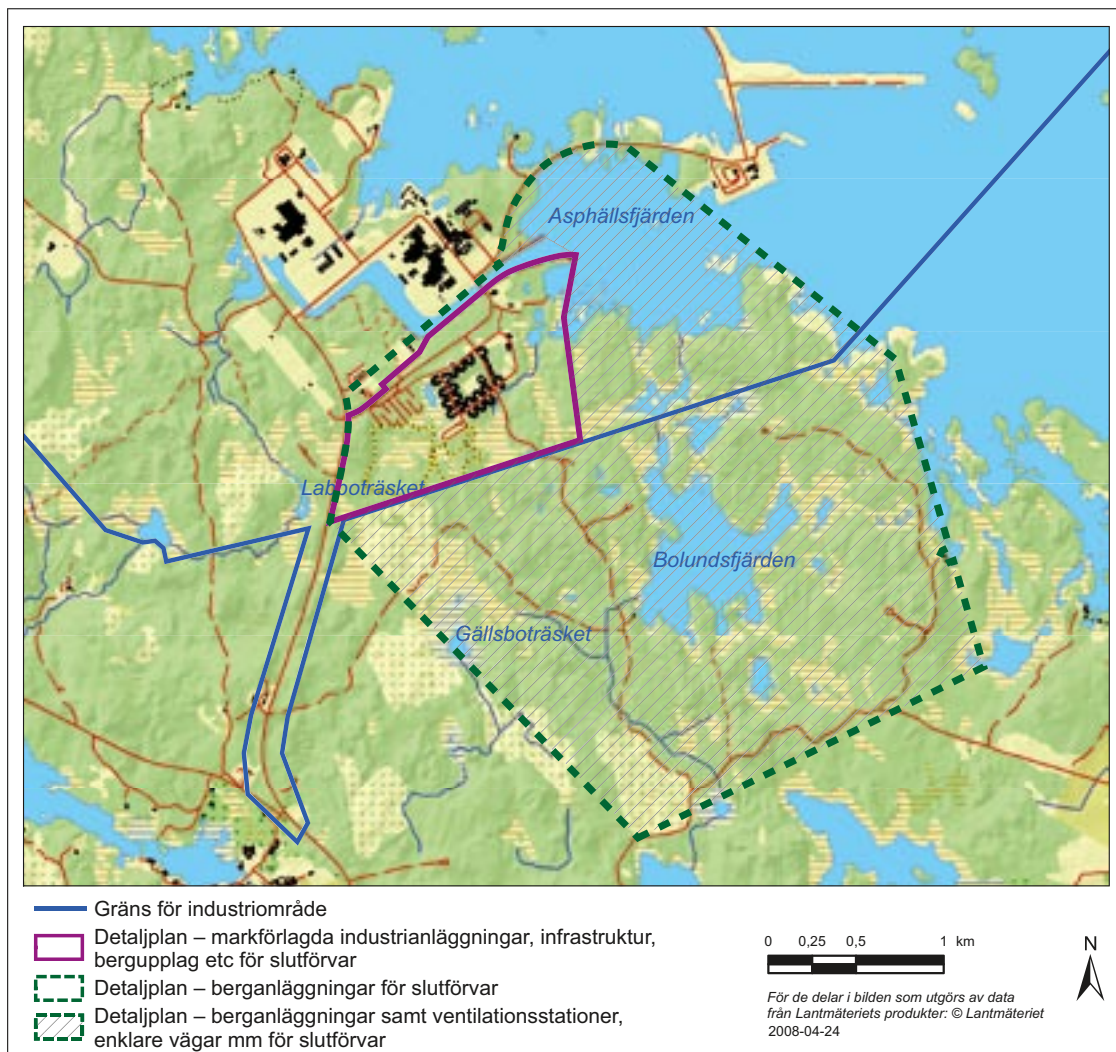 Asphällsfjärden
Labboträsket
Bolundsfjärden
Gällsboträsket
Gräns för industriområde
Detaljplan – markförlagda industrianläggningar, infrastruktur,
bergupplag etc för slutförvar
Detaljplan – berganläggningar för slutförvar
Detaljplan – berganläggningar samt ventilationsstationer,
enklare vägar mm för slutförvar
0 0,25 0,5 1 km
N
För de delar i bilden som utgörs av data
från Lantmäteriets produkter: © Lantmäteriet
2008-04-24